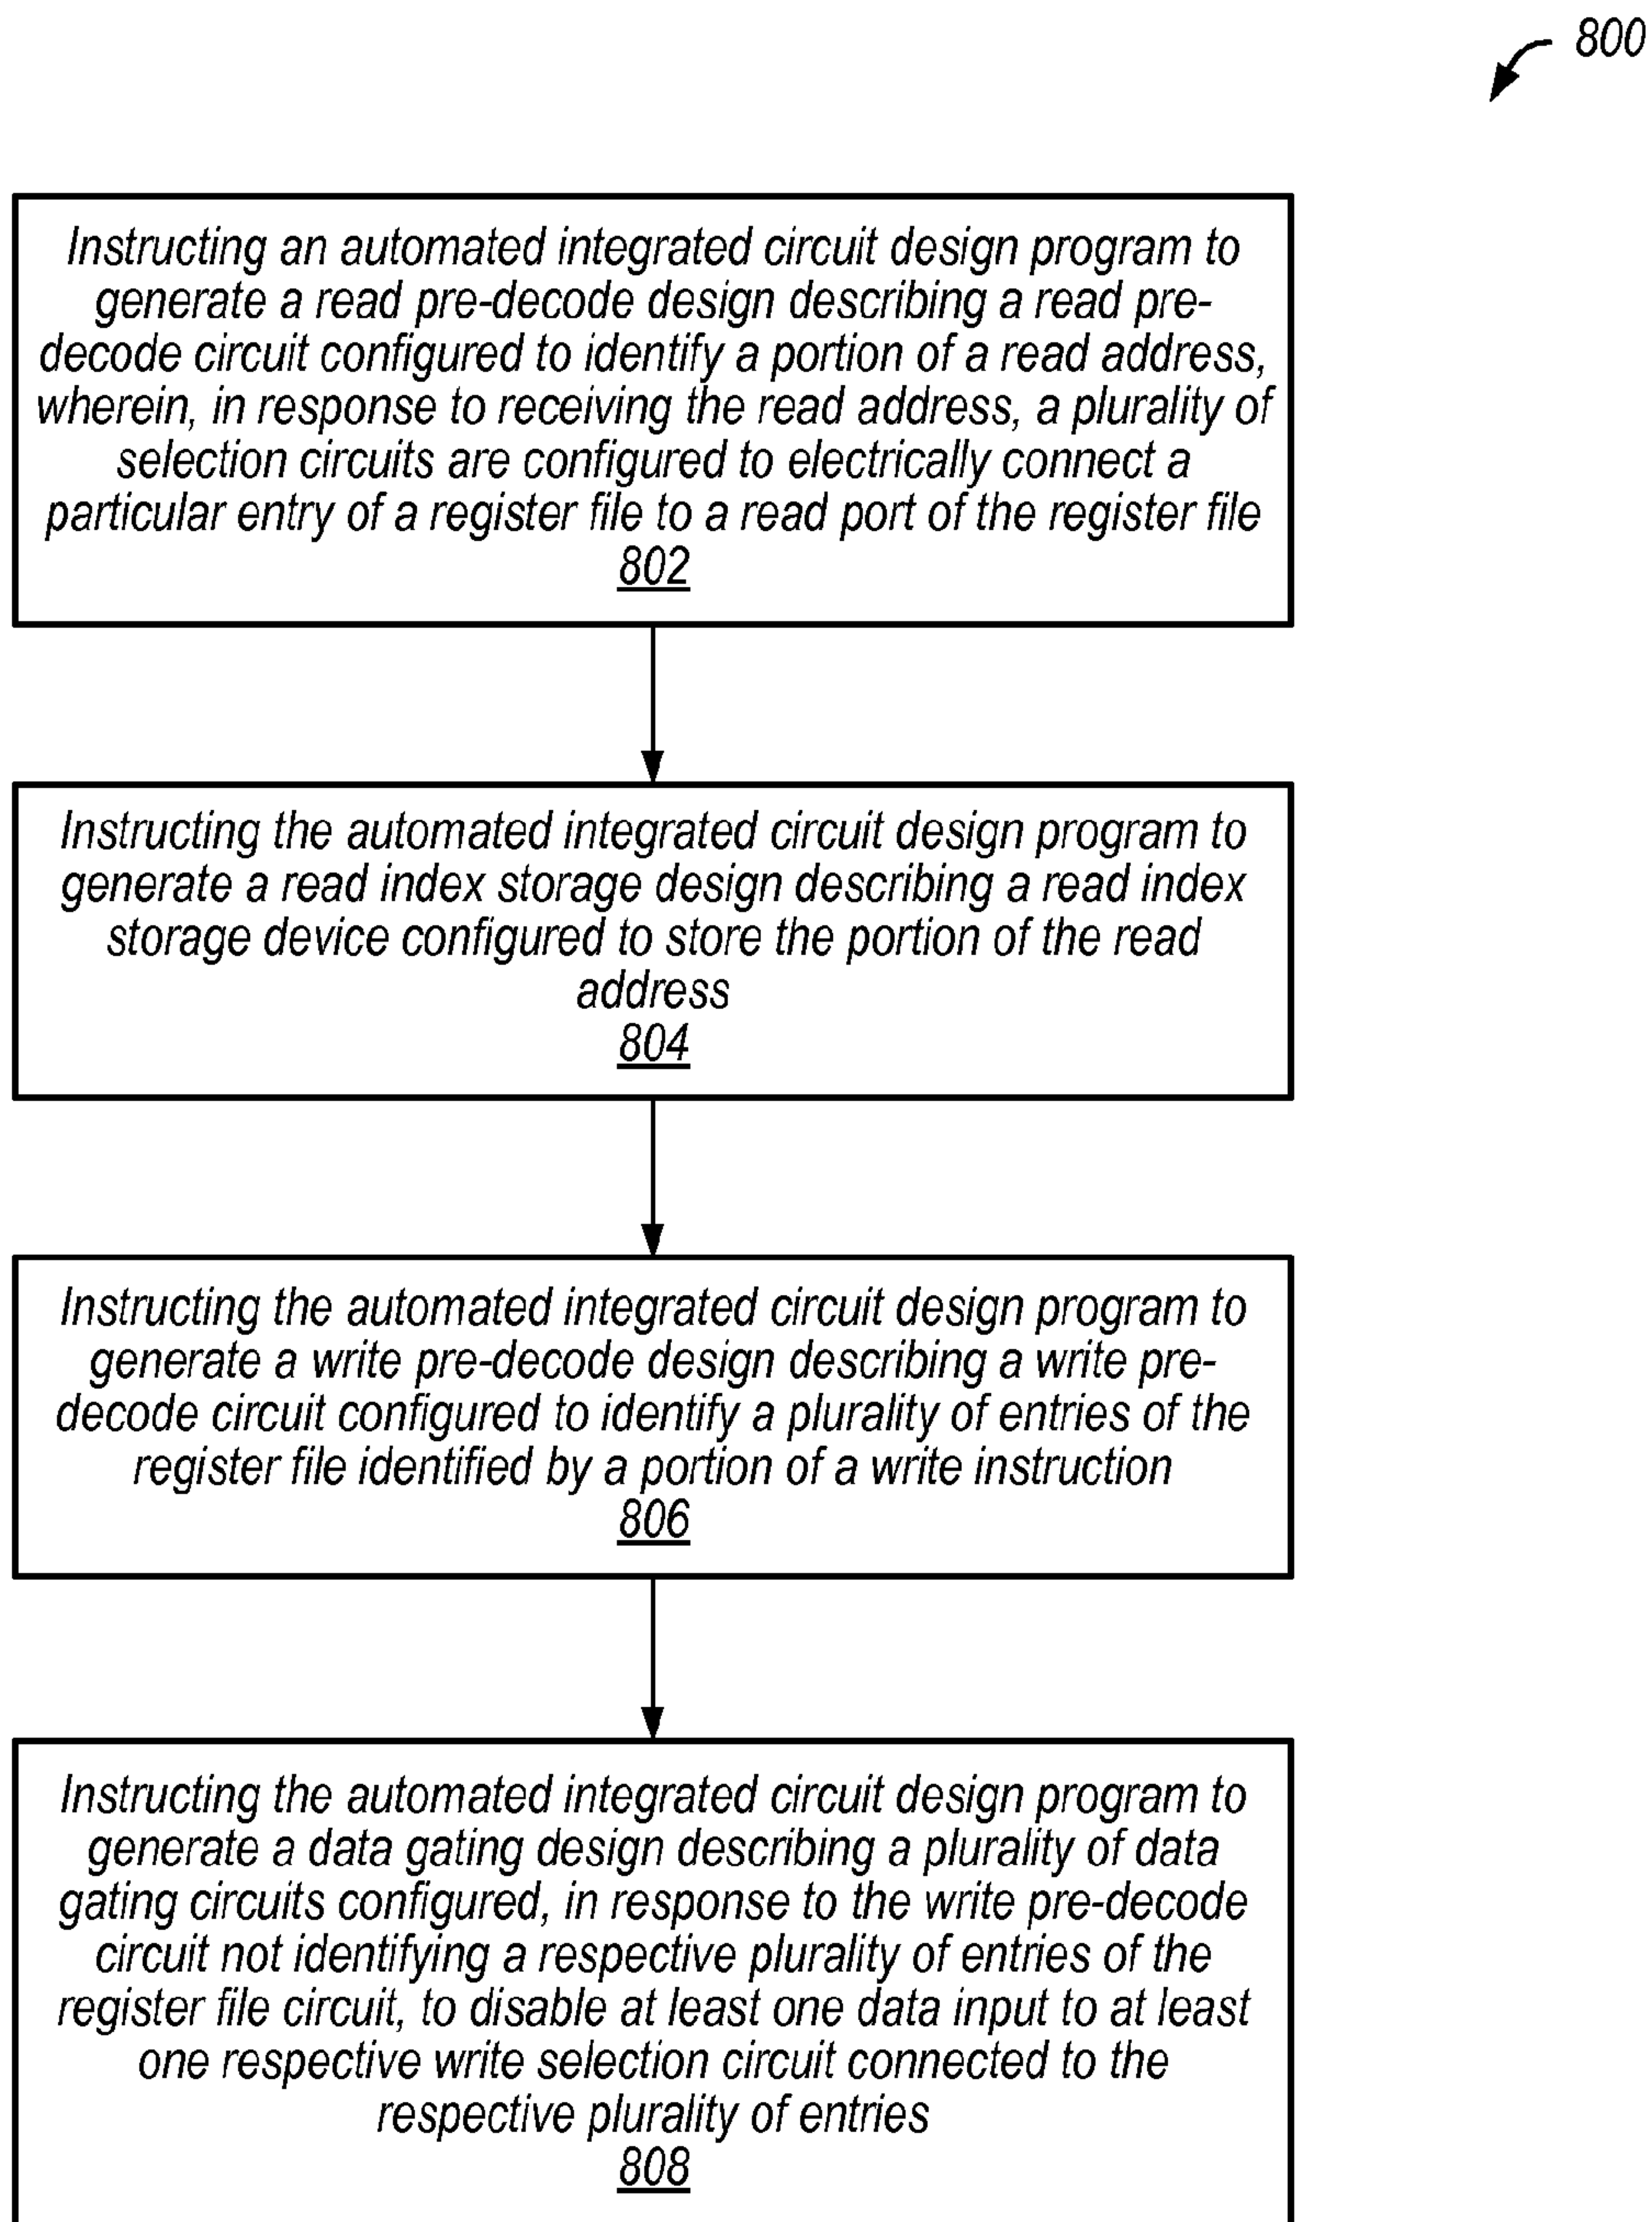 800
Instructing an automated integrated circuit design program to
generate a read pre-decode design describing a read pre-
decode circuit configured to identify a portion of a read address,
wherein, in response to receiving the read address, a plurality of
selection circuits are configured to electrically connect a
particular entry of a register file to a read port of the register file
802
Instructing the automated integrated circuit design program to
generate a read index storage design describing a read index
storage device configured to store the portion of the read
address
804
Instructing the automated integrated circuit design program to
generate a write pre-decode design describing a write pre-
decode circuit configured to identify a plurality of entries of the
register file identified by a portion of a write instruction
806
Instructing the automated integrated circuit design program to
generate a data gating design describing a plurality of data
gating circuits configured, in response to the write pre-decode
circuit not identifying a respective plurality of entries of the
register file circuit, to disable at least one data input to at least
one respective write selection circuit connected to the
respective plurality of entries
808